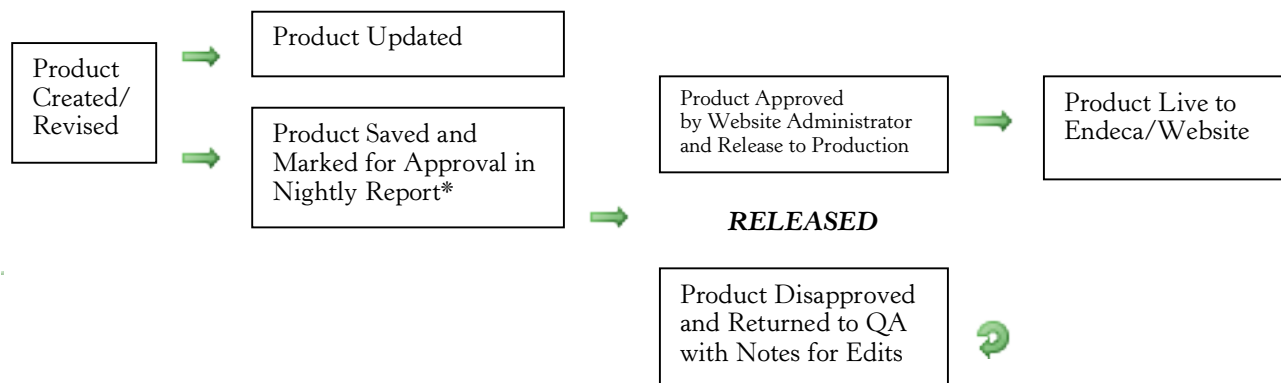 Product
Created/
Revised
Product Updated
Product Saved and
Marked for Approval in
Nightly Report*
Product Approved
by Website Administrator
and Release to Production
Product Live to
Endeca/Website
RELEASED
Product Disapproved
and Returned to QA
with Notes for Edits